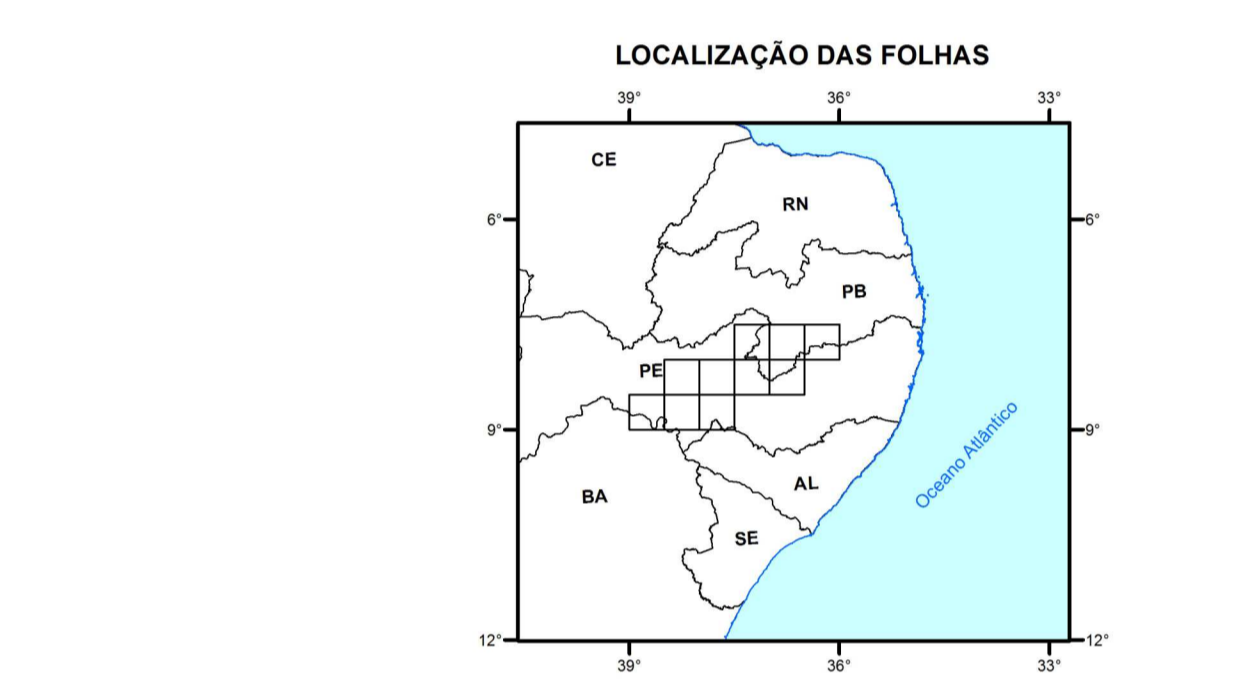 LOCALIZAÇÃO DAS FOLHAS
39° 36° 33°
CE
RN
6° 6°
PB
PE
9° 9°
Oceano Atlântico
AL
BA
SE
12° 12°
39° 36° 33°